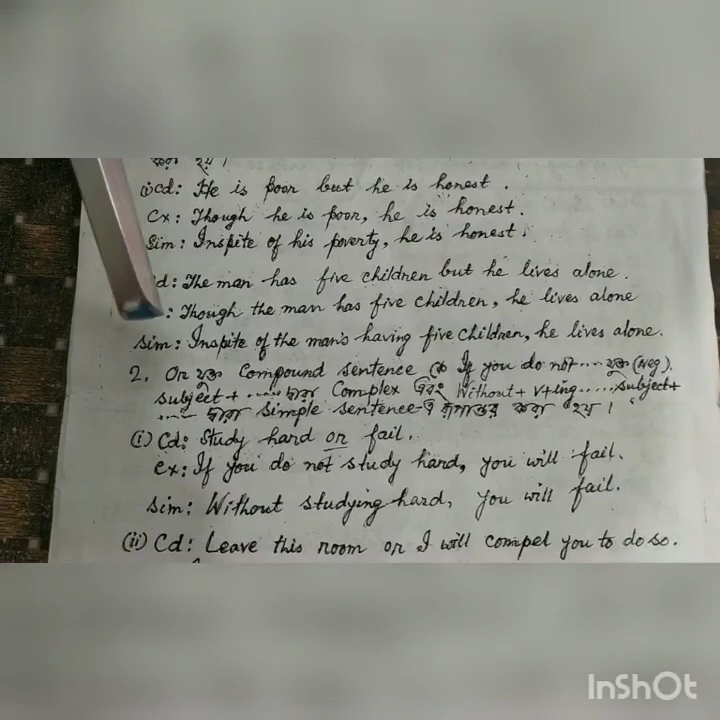 করা হয়।
(i) Cd: He is poor but he is honest.
Cx: Though he is poor, he is honest.
Sim: Inspite of his poverty, he is honest.
d: The man has five children but he lives alone.
: Though the man has five children, he lives alone
Sim: Inspite of the man's having five children, he lives alone.
2. Or যুক্ত Compound sentence কে If you do not .... যুক্ত (Neg).
subject + ..... দ্বারা Complex এবং Without + V+ing ..... subject +
..... দ্বারা simple sentence-এ রূপান্তর করা হয়।
(i) Cd: Study hard or fail.
Cx: If you do not study hard, you will fail.
Sim: Without studying hard, you will fail.
(ii) Cd: Leave this room or I will compel you to do so.
InShOt